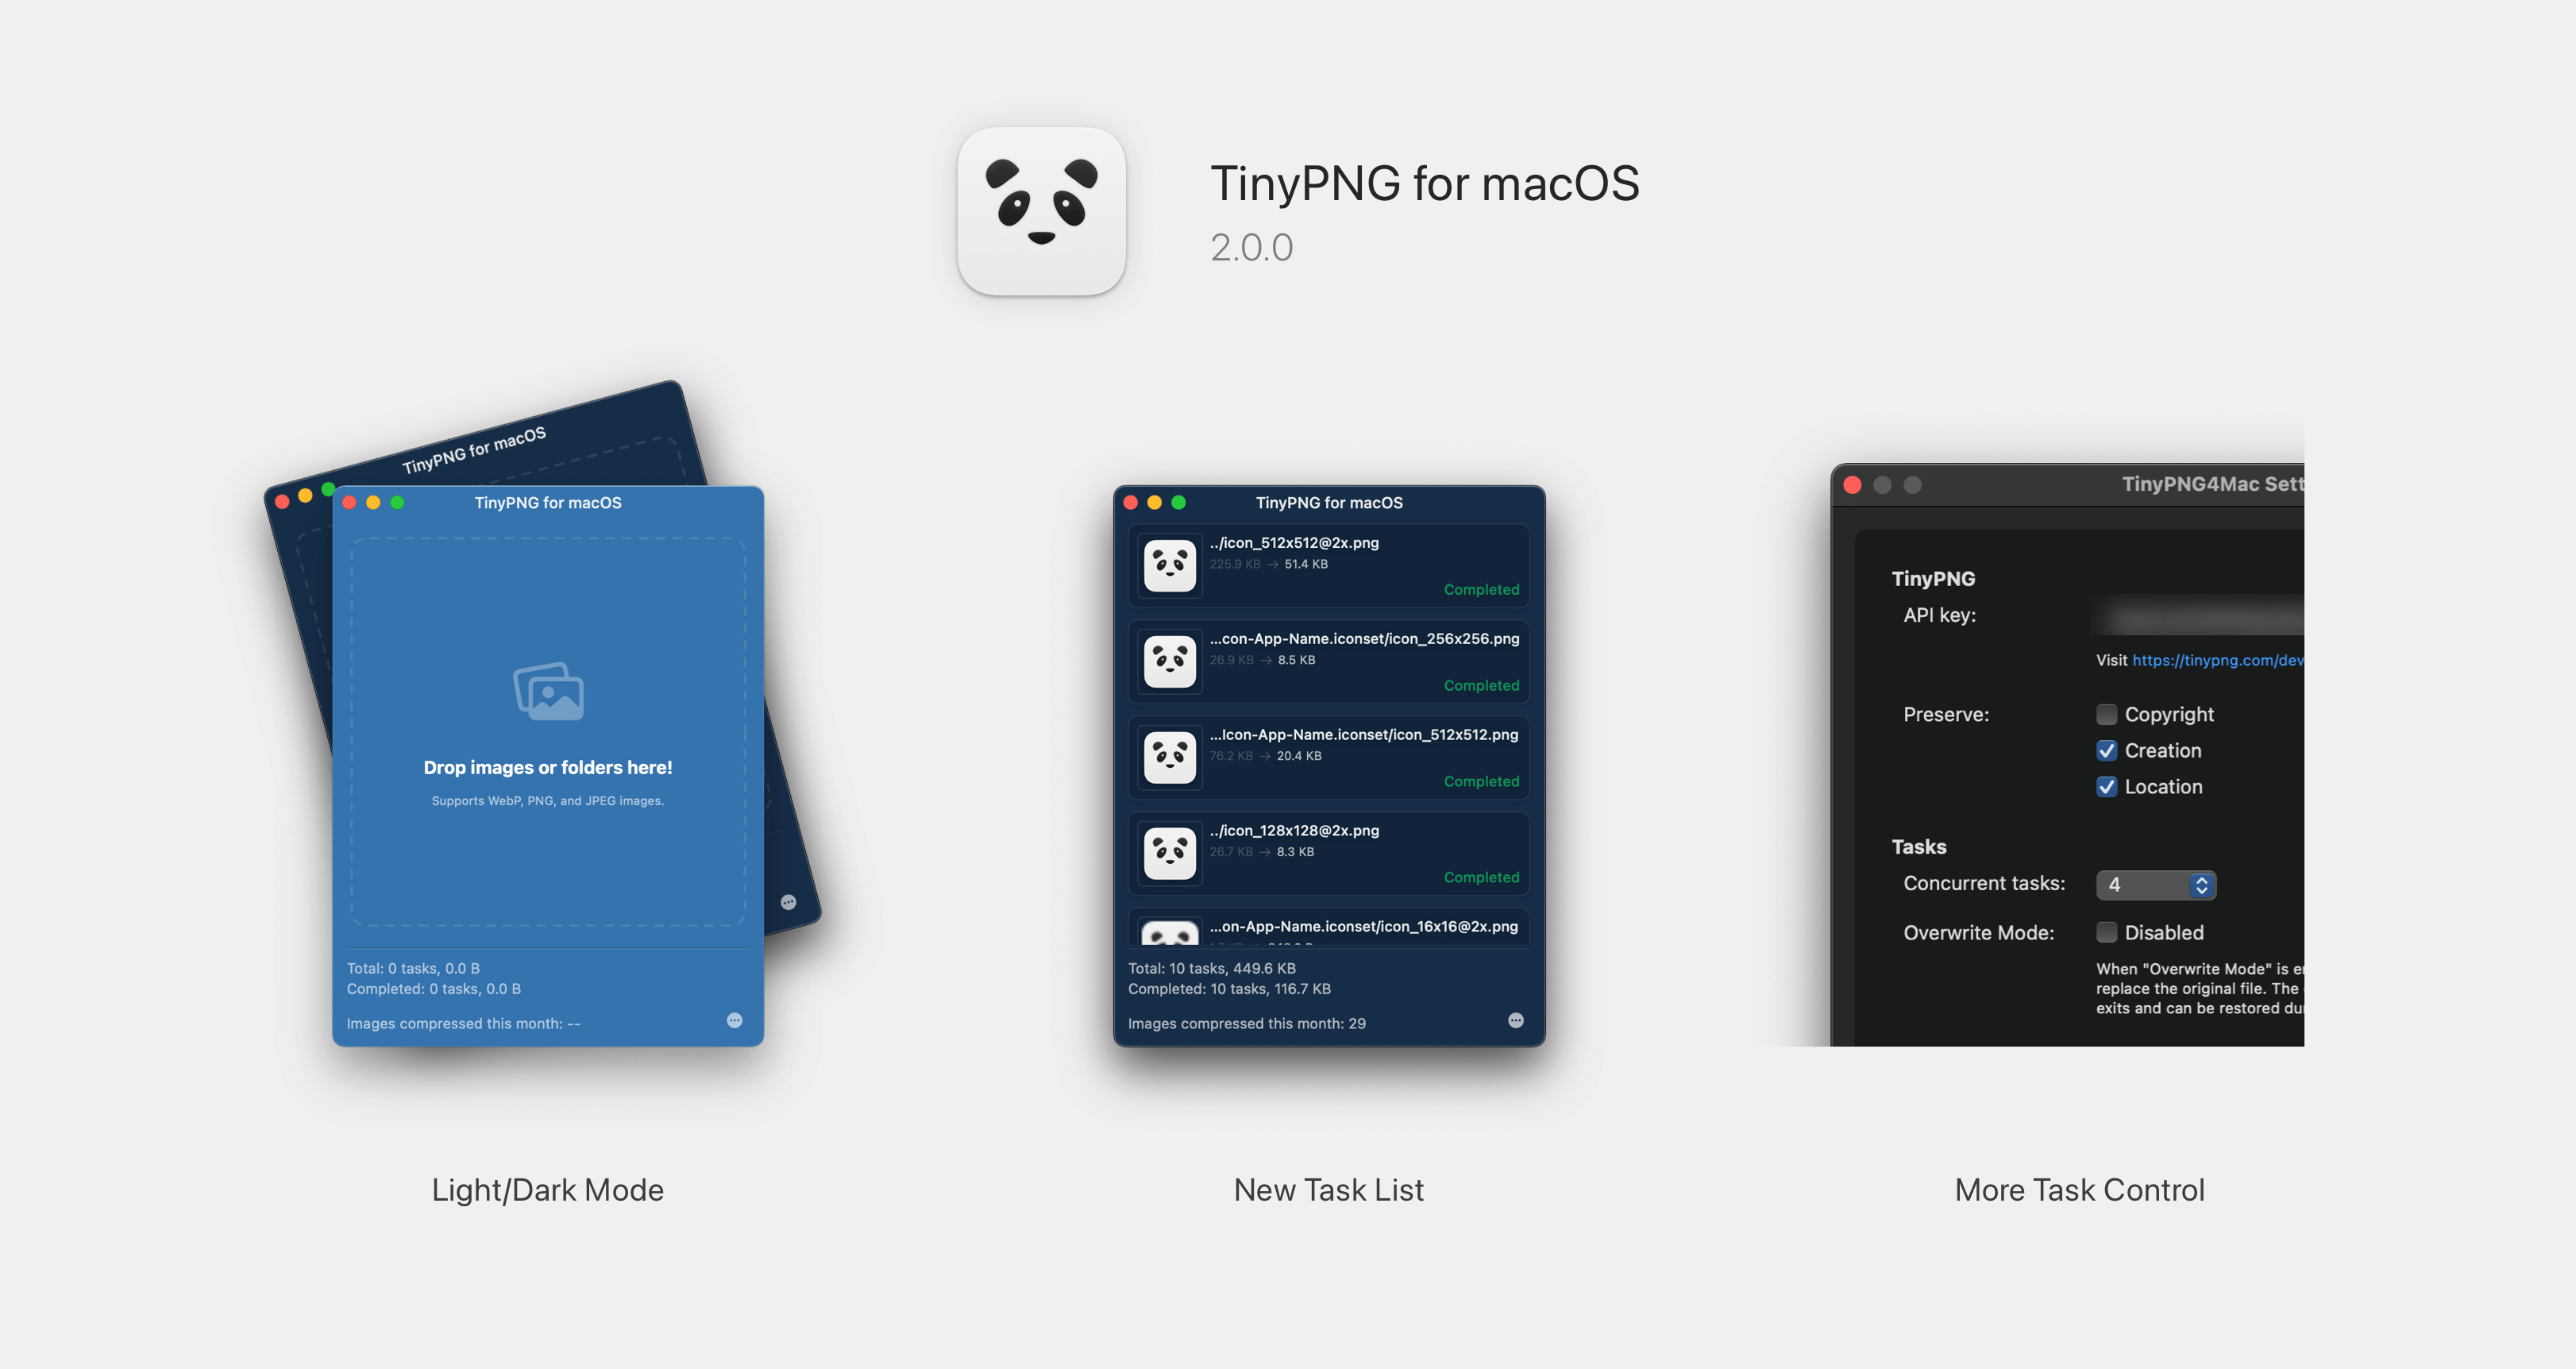 TinyPNG for macOS
2.0.0
TinyPNG for macOS
TinyPNG for macOS
Drop images or folders here!
Supports WebP, PNG, and JPEG images.
Total: 0 tasks, 0.0 B
Completed: 0 tasks, 0.0 B
Images compressed this month: --
Light/Dark Mode
TinyPNG for macOS
../icon_512x512@2x.png
225.9 KB → 51.4 KB
Completed
...con-App-Name.iconset/icon_256x256.png
26.9 KB → 8.5 KB
Completed
...Icon-App-Name.iconset/icon_512x512.png
76.2 KB → 20.4 KB
Completed
../icon_128x128@2x.png
26.7 KB → 8.3 KB
Completed
...on-App-Name.iconset/icon_16x16@2x.png
Total: 10 tasks, 449.6 KB
Completed: 10 tasks, 116.7 KB
Images compressed this month: 29
New Task List
TinyPNG4Mac Sett
TinyPNG
API key:
Visit https://tinypng.com/dev
Preserve:
Copyright
Creation
Location
Tasks
Concurrent tasks: 4
Overwrite Mode: Disabled
When "Overwrite Mode" is
replace the original file. The
exits and can be restored
More Task Control